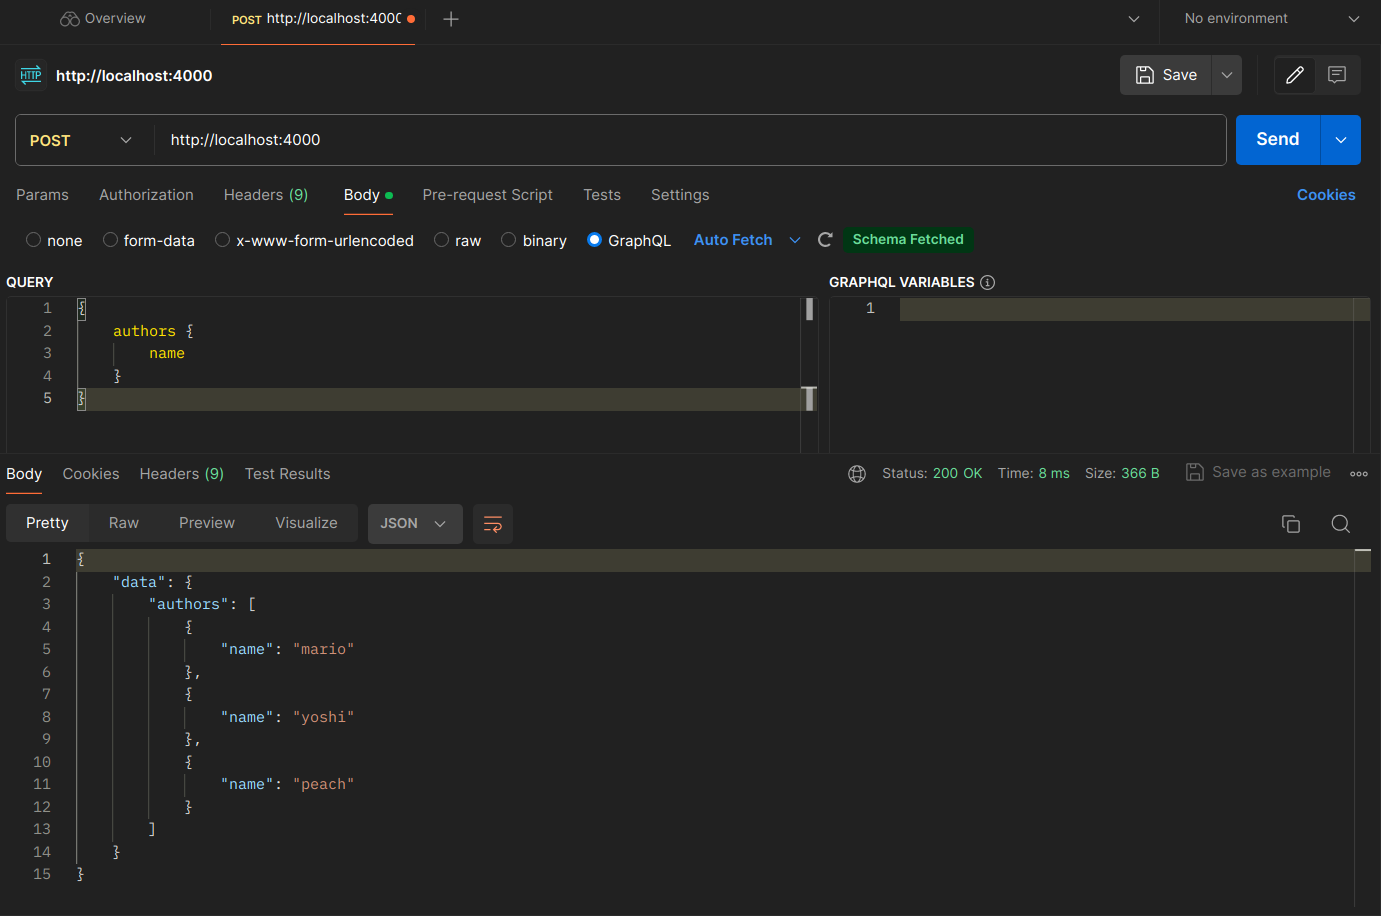 Overview POST http://localhost:400 No environment
HTTP http://localhost:4000 Save
POST http://localhost:4000 Send
Params Authorization Headers (9) Body Pre-request Script Tests Settings Cookies
none form-data x-www-form-urlencoded raw binary GraphQL Auto Fetch Schema Fetched
QUERY GRAPHQL VARIABLES
1 { 1
2 authors {
3 name
4 }
5 }
Body Cookies Headers (9) Test Results Status: 200 OK Time: 8 ms Size: 366 B Save as example
Pretty Raw Preview Visualize JSON
1 {
2 "data": {
3 "authors": [
4 {
5 "name": "mario"
6 },
7 {
8 "name": "yoshi"
9 },
10 {
11 "name": "peach"
12 }
13 ]
14 }
15 }